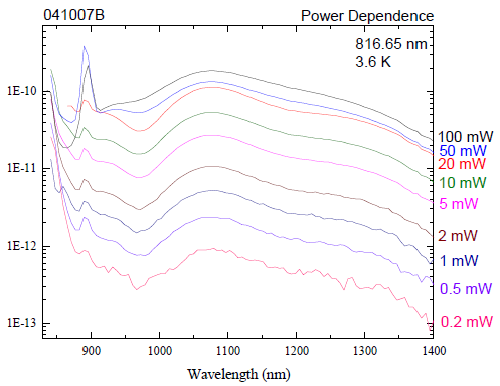 041007B Power Dependence
816.65 nm
3.6 K
1E-10
1E-11
1E-12
1E-13
100 mW
50 mW
20 mW
10 mW
5 mW
2 mW
1 mW
0.5 mW
0.2 mW
900 1000 1100 1200 1300 1400
Wavelength (nm)